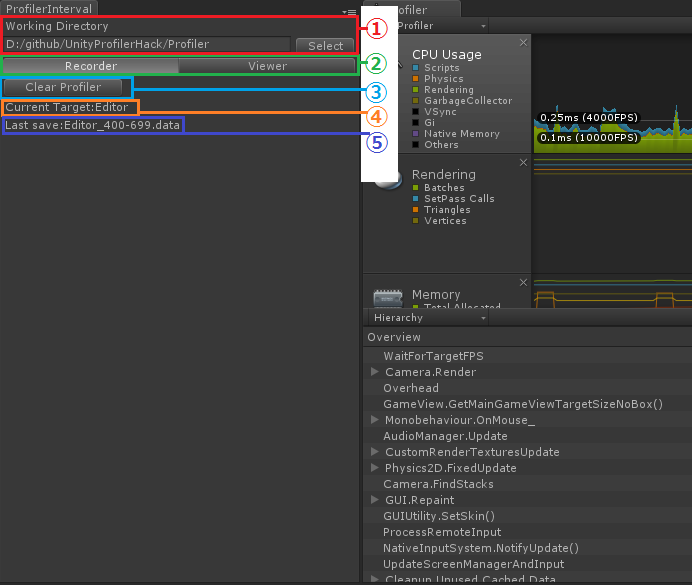 ProfilerInterval
Working Directory
D:/github/UnityProfilerHack/Profiler
Select
Recorder
Viewer
Clear Profiler
Current Target:Editor
Last save:Editor_400-699.data
①
②
③
④
⑤
rofiler
Profiler
CPU Usage
Scripts
Physics
Rendering
GarbageCollector
VSync
Gi
Native Memory
Others
0.25ms (4000FPS)
0.1ms (10000FPS)
Rendering
Batches
SetPass Calls
Triangles
Vertices
Memory
Total Allocated
Hierarchy
Overview
WaitForTargetFPS
Camera.Render
Overhead
GameView.GetMainGameViewTargetSizeNoBox()
Monobehaviour.OnMouse_
AudioManager.Update
CustomRenderTexturesUpdate
Physics2D.FixedUpdate
Camera.FindStacks
GUI.Repaint
GUIUtility.SetSkin()
ProcessRemoteInput
NativeInputSystem.NotifyUpdate()
UpdateScreenManagerAndInput
Cleanup Unused Cached Data